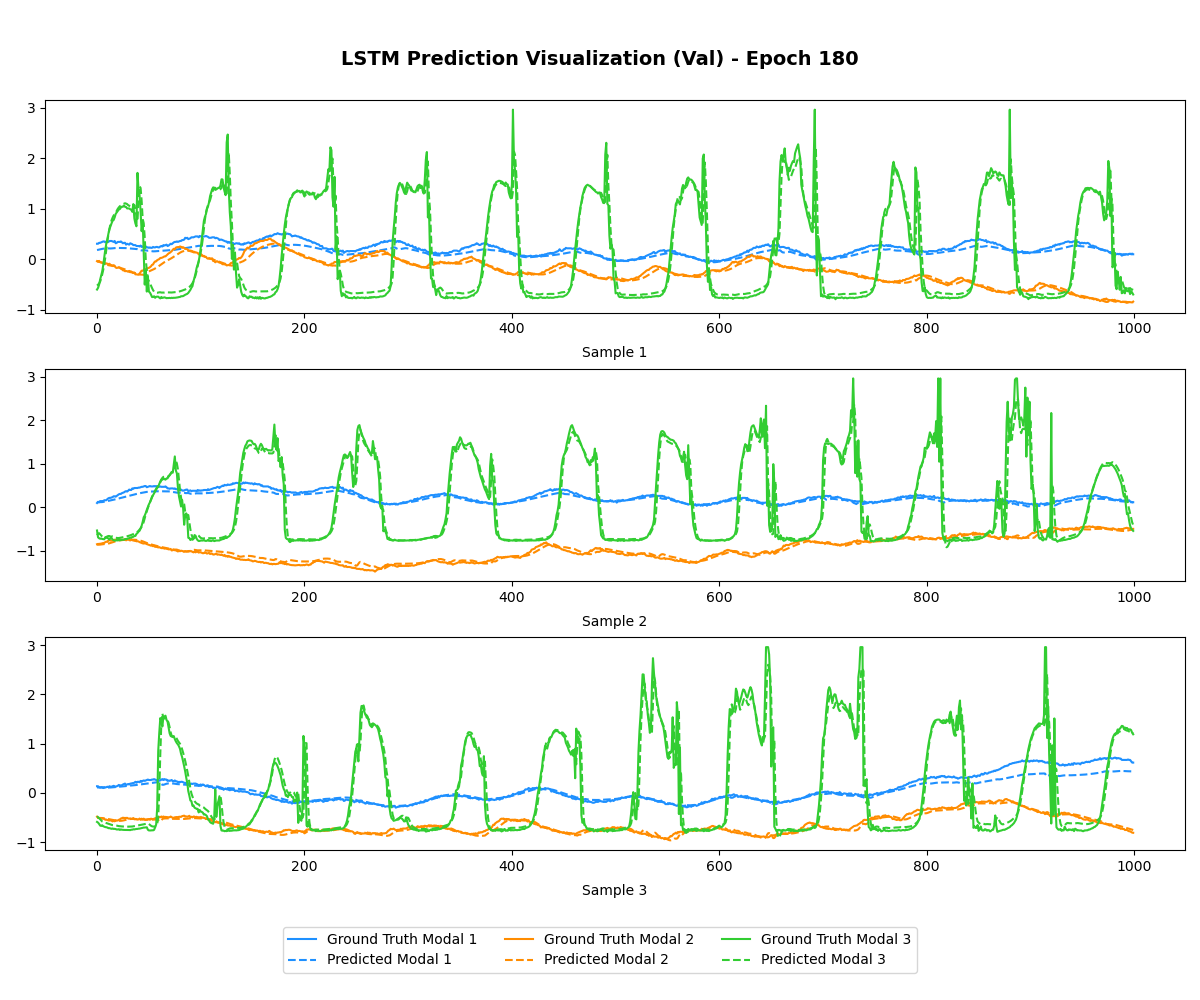 LSTM Prediction Visualization (Val) - Epoch 180
3
2
1
0
−1
0 200 400 600 800 1000
Sample 1
3
2
1
0
−1
0 200 400 600 800 1000
Sample 2
3
2
1
0
−1
0 200 400 600 800 1000
Sample 3
Ground Truth Modal 1 Ground Truth Modal 2 Ground Truth Modal 3
Predicted Modal 1 Predicted Modal 2 Predicted Modal 3